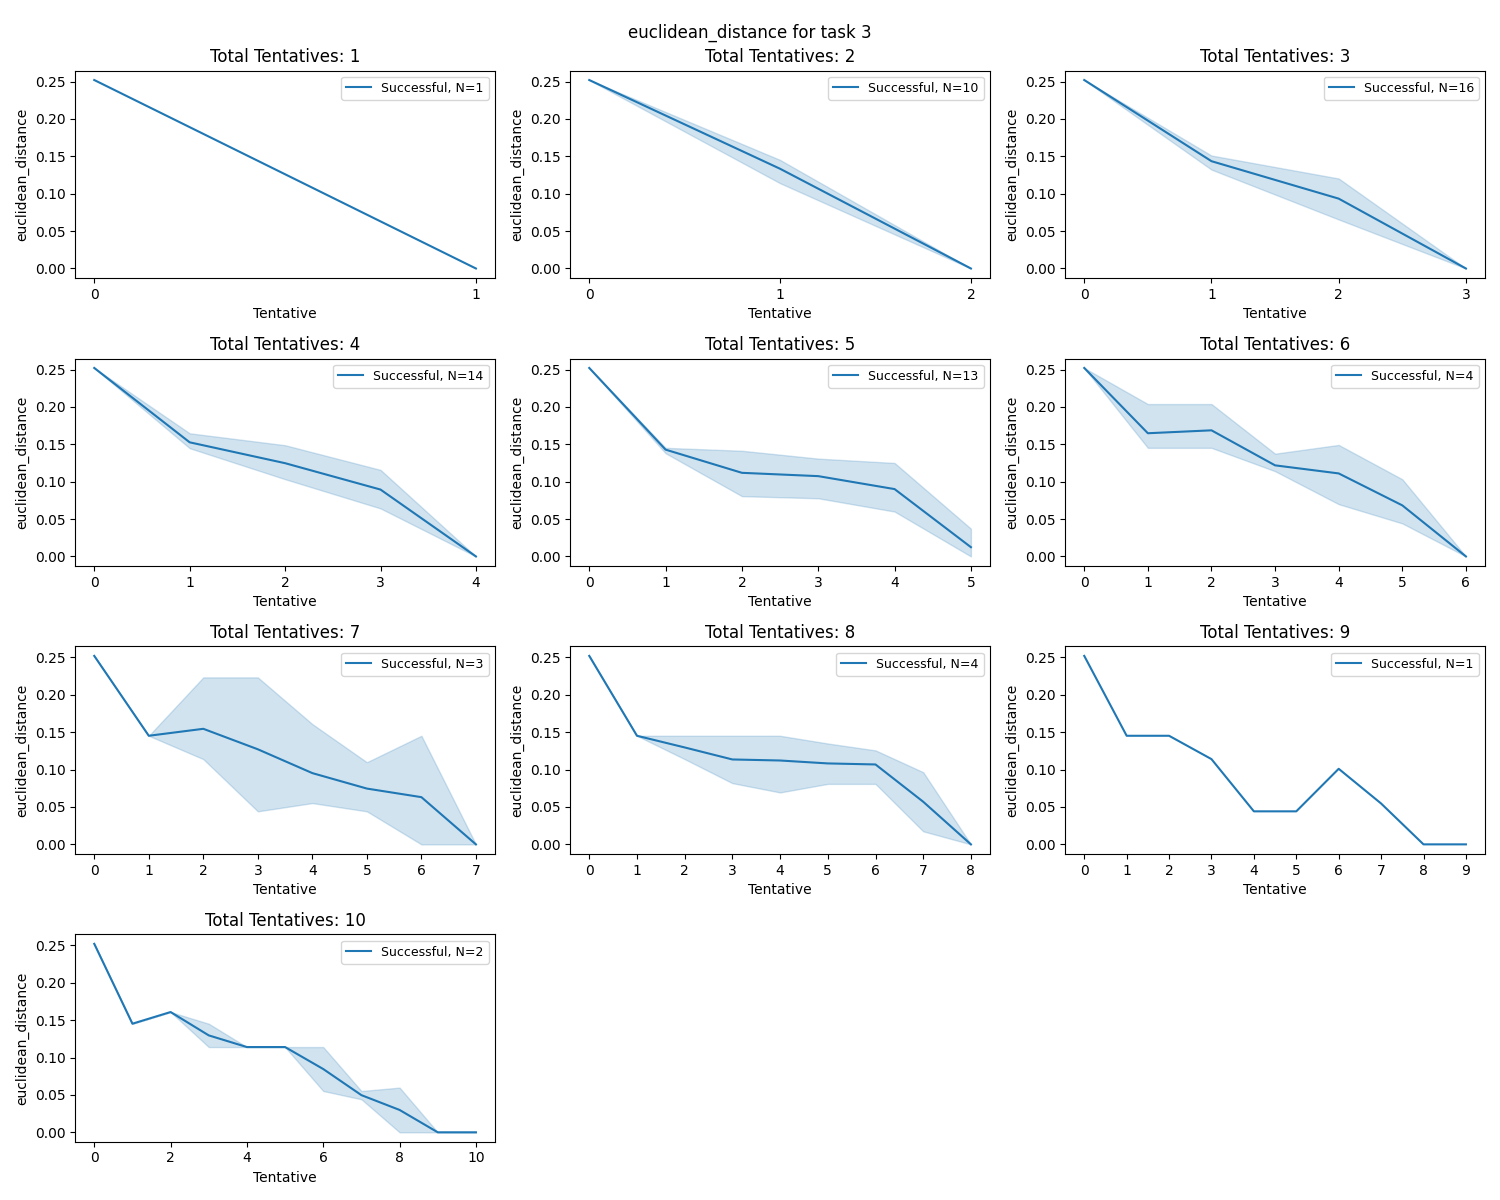 euclidean_distance for task 3
Total Tentatives: 1
Successful, N=1
euclidean_distance
0.25
0.20
0.15
0.10
0.05
0.00
0 1
Tentative
Total Tentatives: 2
Successful, N=10
euclidean_distance
0.25
0.20
0.15
0.10
0.05
0.00
0 1 2
Tentative
Total Tentatives: 3
Successful, N=16
euclidean_distance
0.25
0.20
0.15
0.10
0.05
0.00
0 1 2 3
Tentative
Total Tentatives: 4
Successful, N=14
euclidean_distance
0.25
0.20
0.15
0.10
0.05
0.00
0 1 2 3 4
Tentative
Total Tentatives: 5
Successful, N=13
euclidean_distance
0.25
0.20
0.15
0.10
0.05
0.00
0 1 2 3 4 5
Tentative
Total Tentatives: 6
Successful, N=4
euclidean_distance
0.25
0.20
0.15
0.10
0.05
0.00
0 1 2 3 4 5 6
Tentative
Total Tentatives: 7
Successful, N=3
euclidean_distance
0.25
0.20
0.15
0.10
0.05
0.00
0 1 2 3 4 5 6 7
Tentative
Total Tentatives: 8
Successful, N=4
euclidean_distance
0.25
0.20
0.15
0.10
0.05
0.00
0 1 2 3 4 5 6 7 8
Tentative
Total Tentatives: 9
Successful, N=1
euclidean_distance
0.25
0.20
0.15
0.10
0.05
0.00
0 1 2 3 4 5 6 7 8 9
Tentative
Total Tentatives: 10
Successful, N=2
euclidean_distance
0.25
0.20
0.15
0.10
0.05
0.00
0 2 4 6 8 10
Tentative